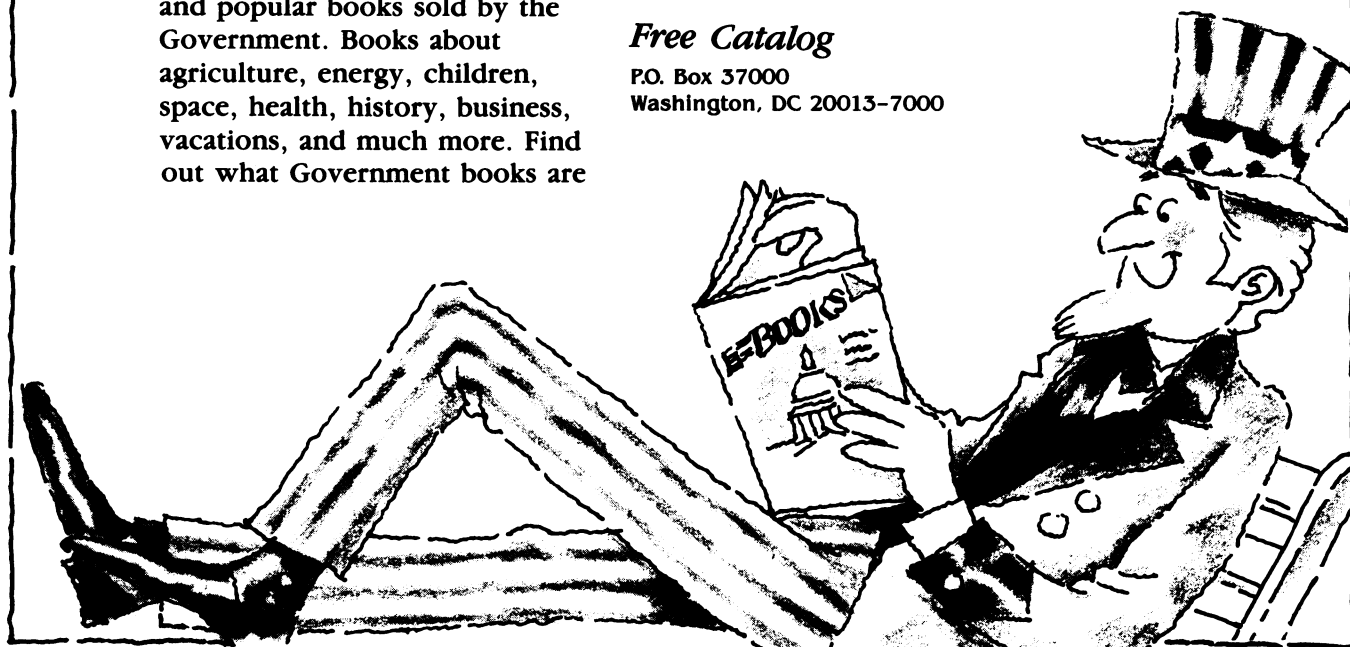 and popular books sold by the
Government. Books about
agriculture, energy, children,
space, health, history, business,
vacations, and much more. Find
out what Government books are
Free Catalog
P.O. Box 37000
Washington, DC 20013-7000
BOOKS